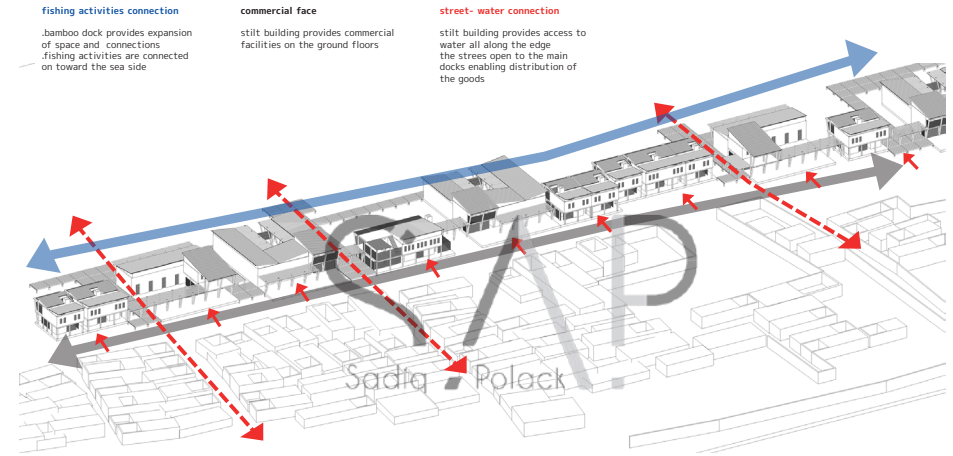 fishing activities connection
.bamboo dock provides expansion
of space and connections
.fishing activities are connected
on toward the sea side
commercial face
stilt building provides commercial
facilities on the ground floors
street- water connection
stilt building provides access to
water all along the edge
the strees open to the main
docks enabling distribution of
the goods
SAP
Sadiq Polack